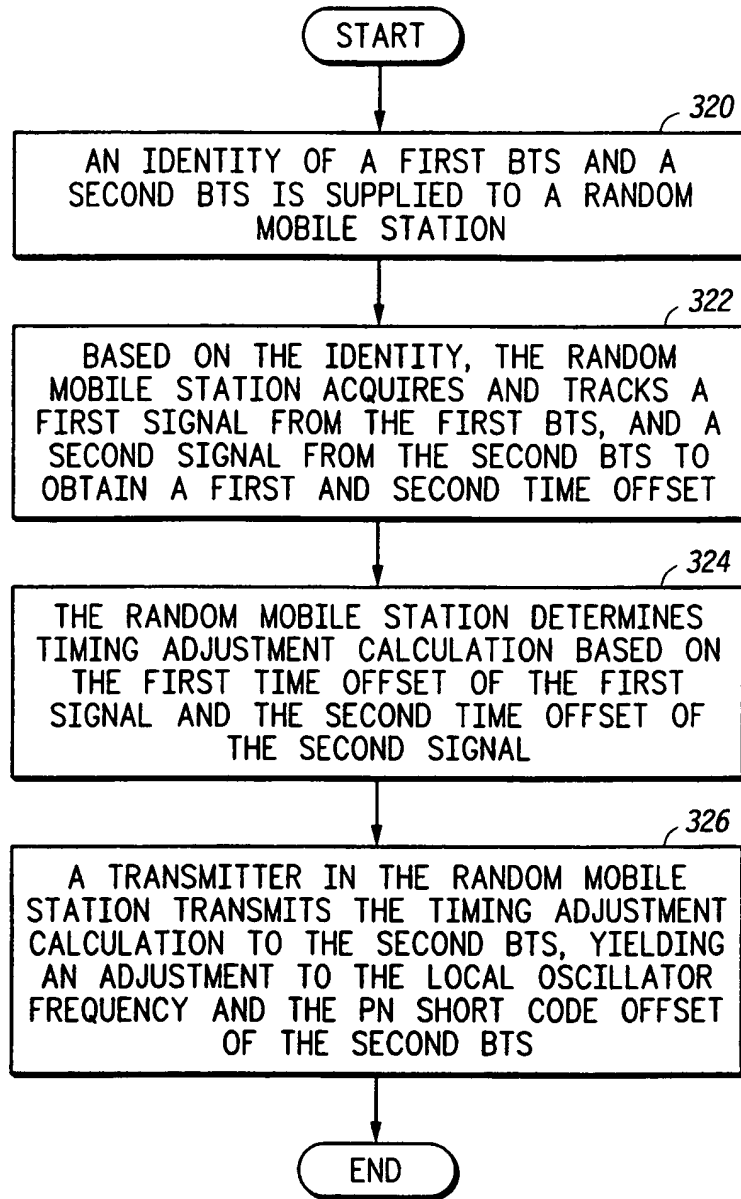 START
320
AN IDENTITY OF A FIRST BTS AND A
SECOND BTS IS SUPPLIED TO A RANDOM
MOBILE STATION
322
BASED ON THE IDENTITY, THE RANDOM
MOBILE STATION ACQUIRES AND TRACKS A
FIRST SIGNAL FROM THE FIRST BTS, AND A
SECOND SIGNAL FROM THE SECOND BTS TO
OBTAIN A FIRST AND SECOND TIME OFFSET
324
THE RANDOM MOBILE STATION DETERMINES
TIMING ADJUSTMENT CALCULATION BASED ON
THE FIRST TIME OFFSET OF THE FIRST
SIGNAL AND THE SECOND TIME OFFSET OF
THE SECOND SIGNAL
326
A TRANSMITTER IN THE RANDOM MOBILE
STATION TRANSMITS THE TIMING ADJUSTMENT
CALCULATION TO THE SECOND BTS, YIELDING
AN ADJUSTMENT TO THE LOCAL OSCILLATOR
FREQUENCY AND THE PN SHORT CODE OFFSET
OF THE SECOND BTS
END